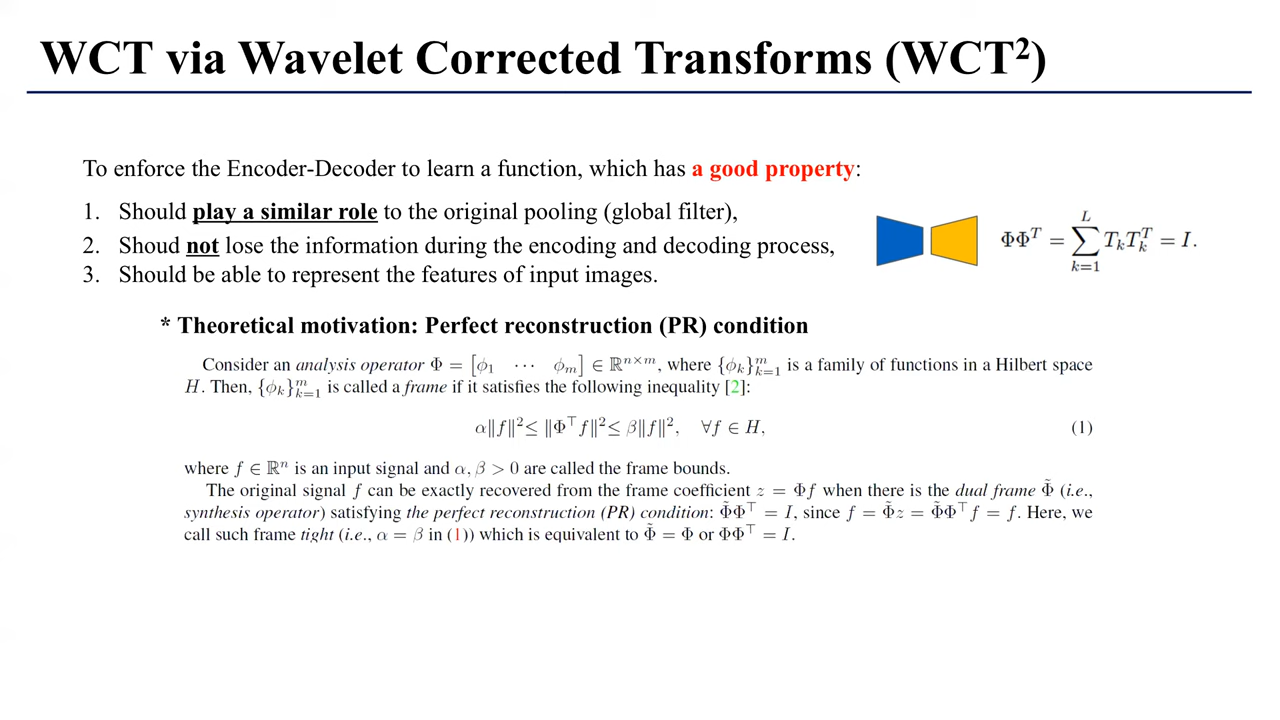 WCT via Wavelet Corrected Transforms (WCT²)
To enforce the Encoder-Decoder to learn a function, which has a good property:
1. Should play a similar role to the original pooling (global filter),
2. Shoud not lose the information during the encoding and decoding process,
3. Should be able to represent the features of input images.
ΦΦ^T = ∑_{k=1}^{L} T_k T_k^T = I.
* Theoretical motivation: Perfect reconstruction (PR) condition
Consider an analysis operator Φ = [φ₁ ⋯ φ_m] ∈ ℝ^{n×m}, where {φ_k}_{k=1}^m is a family of functions in a Hilbert space
H. Then, {φ_k}_{k=1}^m is called a frame if it satisfies the following inequality [2]:
α‖f‖² ≤ ‖Φ^⊤ f‖² ≤ β‖f‖², ∀f ∈ H, (1)
where f ∈ ℝ^n is an input signal and α, β > 0 are called the frame bounds.
The original signal f can be exactly recovered from the frame coefficient z = Φf when there is the dual frame Φ̃ (i.e.,
synthesis operator) satisfying the perfect reconstruction (PR) condition: Φ̃Φ^⊤ = I, since f = Φ̃z = Φ̃Φ^⊤ f = f. Here, we
call such frame tight (i.e., α = β in (1)) which is equivalent to Φ̃ = Φ or ΦΦ^⊤ = I.